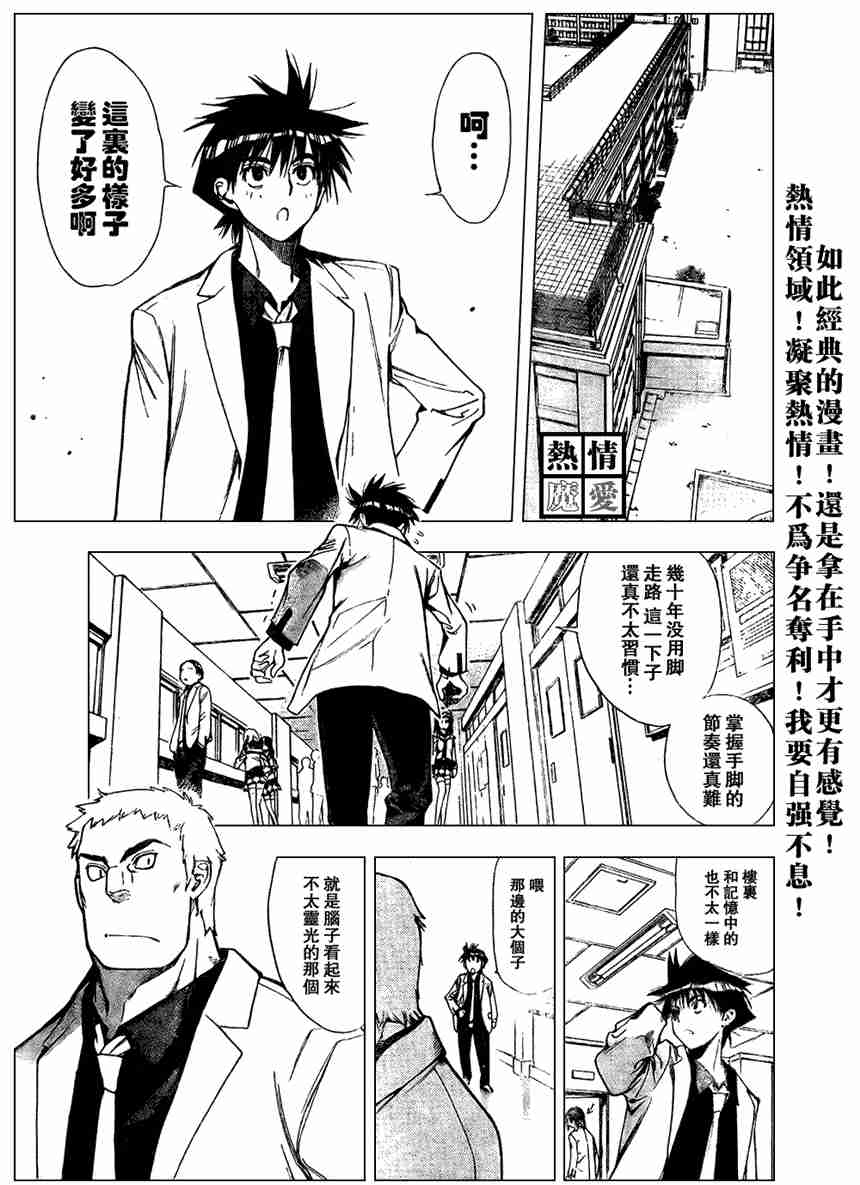 如此經典的漫畫！還是拿在手中才更有感覺！
熱情領域！凝聚熱情！不爲争名奪利！我要自强不息！
熱情
魔愛
呵…
這裏的樣子
變了好多啊
幾十年没用脚
走路 這一下子
還真不太習慣…
掌握手脚的
節奏還真難
樓裏
和記憶中的
也不太一樣
喂
那邊的大個子
就是腦子看起來
不太靈光的那個